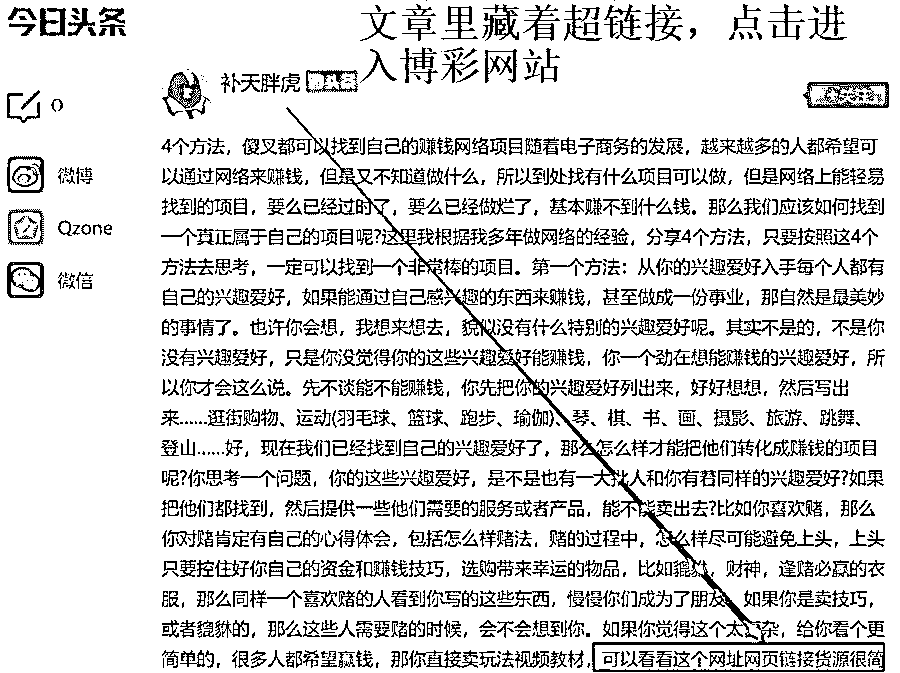 今日头条
文章里藏着超链接，点击进
入博彩网站
补天胖虎
0
微博
Qzone
微信
4个方法，傻叉都可以找到自己的赚钱网络项目随着电子商务的发展，越来越多的人都希望可
以通过网络来赚钱，但是又不知道做什么，所以到处找有什么项目可以做，但是网络上能轻易
找到的项目，要么已经过时了，要么已经做烂了，基本赚不到什么钱。那么我们应该如何找到
一个真正属于自己的项目呢?这里我根据我多年做网络的经验，分享4个方法，只要按照这4个
方法去思考，一定可以找到一个非常棒的项目。第一个方法：从你的兴趣爱好入手每个人都有
自己的兴趣爱好，如果能通过自己感兴趣的东西来赚钱，甚至做成一份事业，那自然是最美妙
的事情了。也许你会想，我想来想去，貌似没有什么特别的兴趣爱好呢。其实不是的，不是你
没有兴趣爱好，只是你没觉得你的这些兴趣爱好能赚钱，你一个劲在想能赚钱的兴趣爱好，所
以你才会这么说。先不谈能不能赚钱，你先把你的兴趣爱好列出来，好好想想，然后写出
来......逛街购物、运动(羽毛球、篮球、跑步、瑜伽)、琴、棋、书、画、摄影、旅游、跳舞、
登山......好，现在我们已经找到自己的兴趣爱好了，那么怎么样才能把他们转化成赚钱的项目
呢?你思考一个问题，你的这些兴趣爱好，是不是也有一大批人和你有着同样的兴趣爱好?如果
把他们都找到，然后提供一些他们需要的服务或者产品，能不能卖出去?比如你喜欢赌，那么
你对赌肯定有自己的心得体会，包括怎么样赌法，赌的过程中，怎么样尽可能避免上头，上头
只要控住好你自己的资金和赚钱技巧，选购带来幸运的物品，比如貔貅，财神，逢赌必赢的衣
服，那么同样一个喜欢赌的人看到你写的这些东西，慢慢你们成为了朋友，如果你是卖技巧，
或者貔貅的，那么这些人需要赌的时候，会不会想到你。如果你觉得这个太复杂，给你看个更
简单的，很多人都希望赢钱，那你直接卖玩法视频教材，可以看看这个网址网页链接货源很简